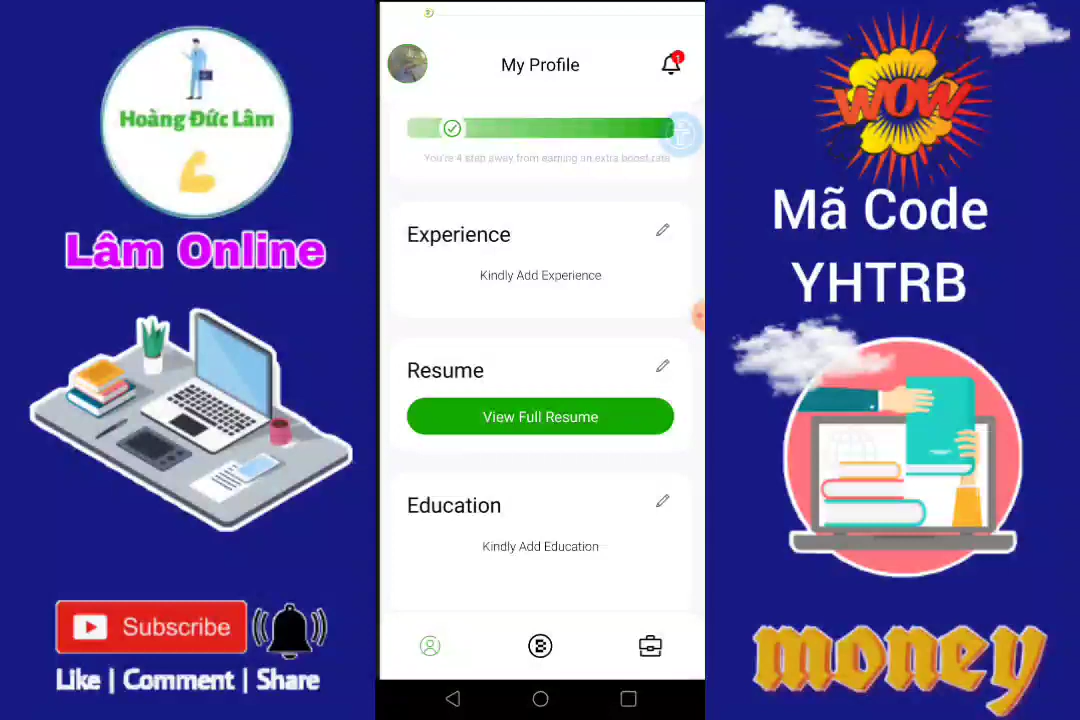 Hoàng Đức Lâm
Lâm Online
Subscribe
Like | Comment | Share
My Profile
1
You're 4 step away from earning an extra boost rate
Experience
Kindly Add Experience
Resume
View Full Resume
Education
Kindly Add Education
WOW
Mã Code
YHTRB
money